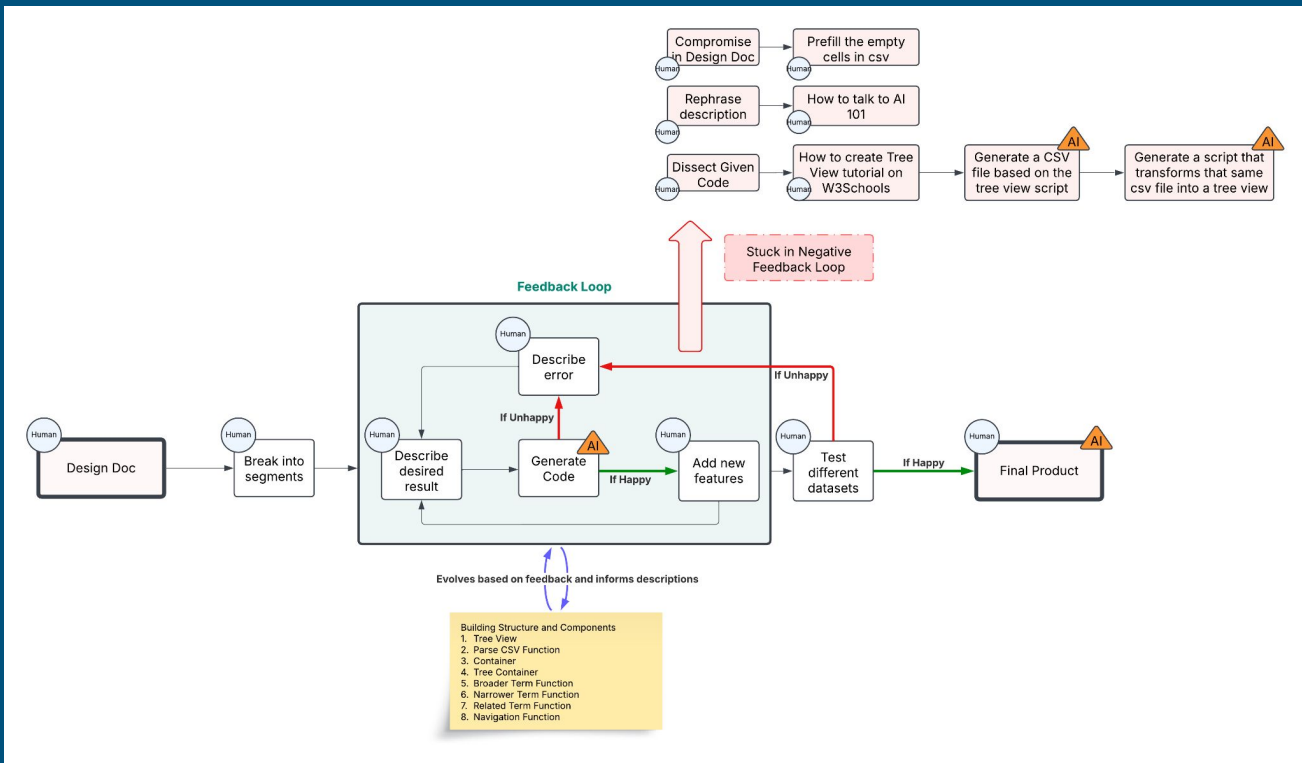 Compromise
in Design Doc
Human
Prefill the empty
cells in csv
Human
Rephrase
description
Human
How to talk to AI
101
Human
Dissect Given
Code
Human
How to create Tree
View tutorial on
W3Schools
Human
AI
Generate a CSV
file based on the
tree view script
AI
Generate a script that
transforms that same
csv file into a tree view
Stuck in Negative
Feedback Loop
Feedback Loop
Human
Describe
error
If Unhappy
If Unhappy
Human
Design Doc
Human
Break into
segments
Human
Describe
desired
result
AI
Generate
Code
If Happy
Human
Add new
features
Human
Test
different
datasets
If Happy
Human
AI
Final Product
Evolves based on feedback and informs descriptions
Building Structure and Components
1. Tree View
2. Parse CSV Function
3. Container
4. Tree Container
5. Broader Term Function
6. Narrower Term Function
7. Related Term Function
8. Navigation Function